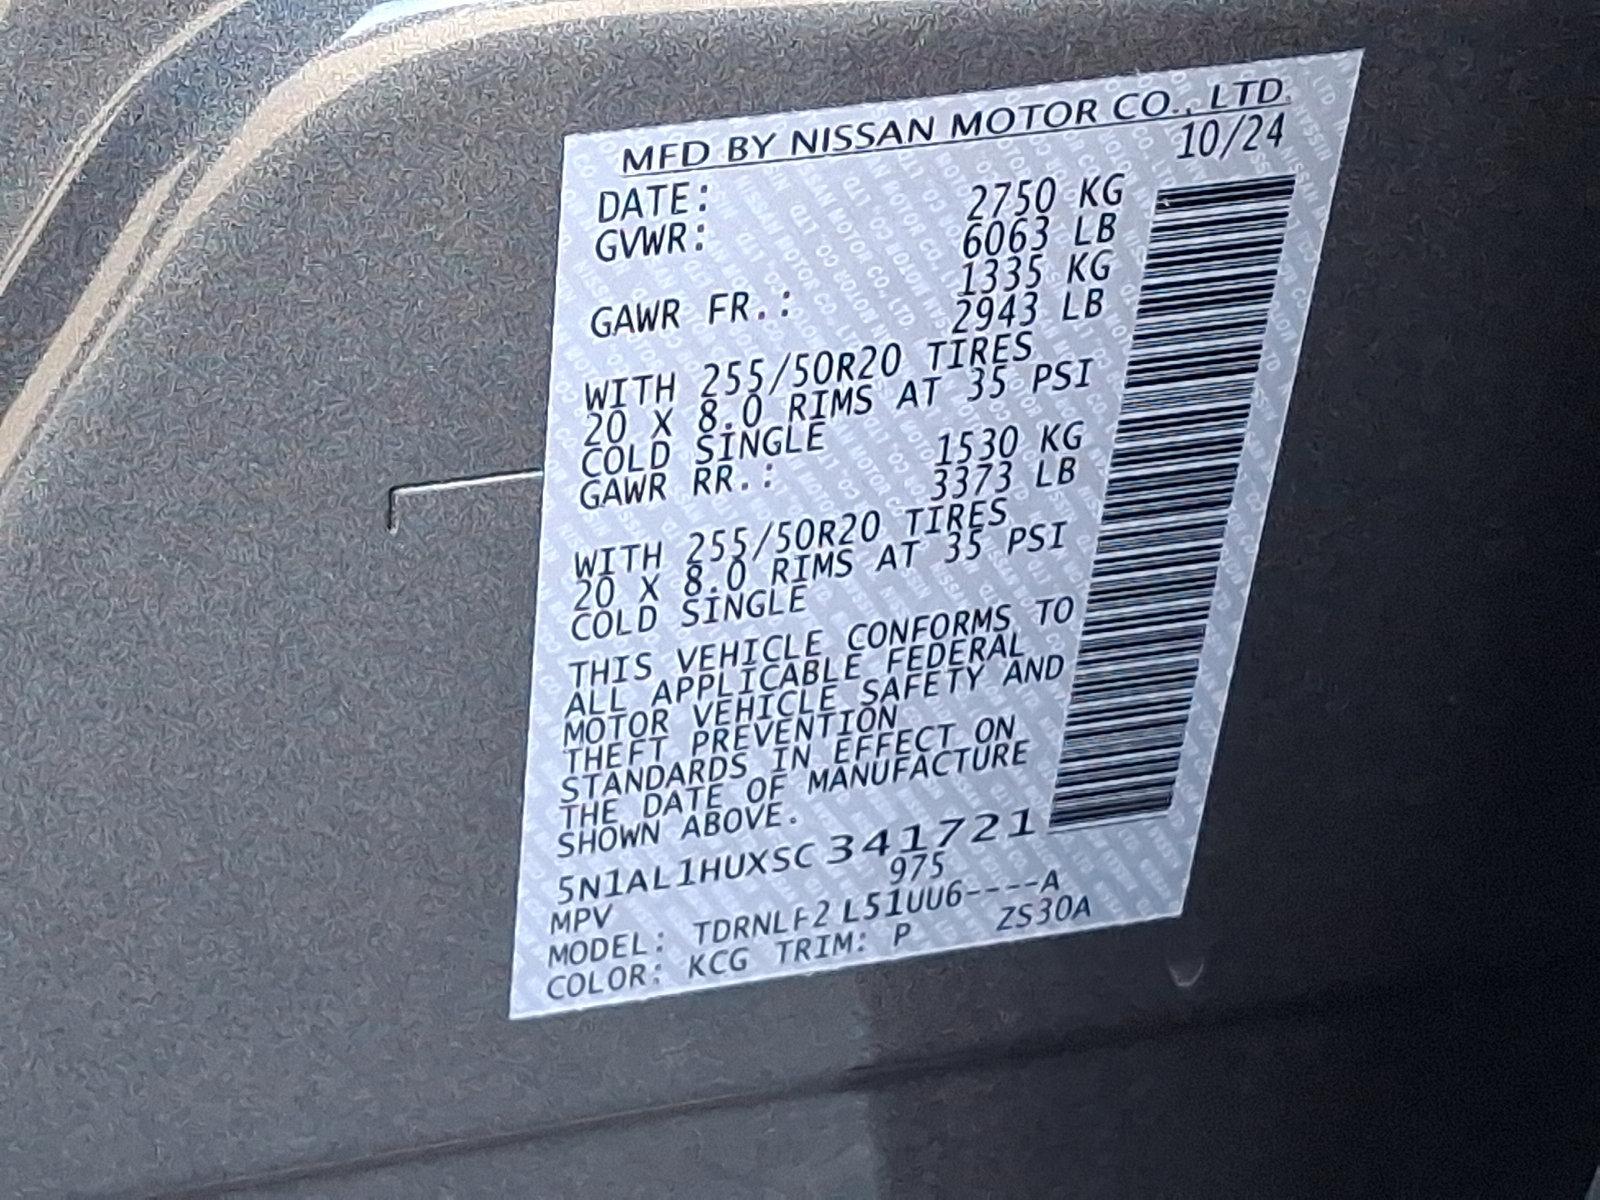 MFD BY NISSAN MOTOR CO., LTD.
DATE: 10/24
GVWR: 2750 KG
6063 LB
GAWR FR.: 1335 KG
2943 LB
WITH 255/50R20 TIRES
20 X 8.0 RIMS AT 35 PSI
COLD SINGLE
GAWR RR.: 1530 KG
3373 LB
WITH 255/50R20 TIRES
20 X 8.0 RIMS AT 35 PSI
COLD SINGLE
THIS VEHICLE CONFORMS TO
ALL APPLICABLE FEDERAL
MOTOR VEHICLE SAFETY AND
THEFT PREVENTION
STANDARDS IN EFFECT ON
THE DATE OF MANUFACTURE
SHOWN ABOVE.
5N1AL1HUXSC341721
MPV 975
MODEL: TDRNLF2L51UU6----A
COLOR: KCG TRIM: P ZS30A